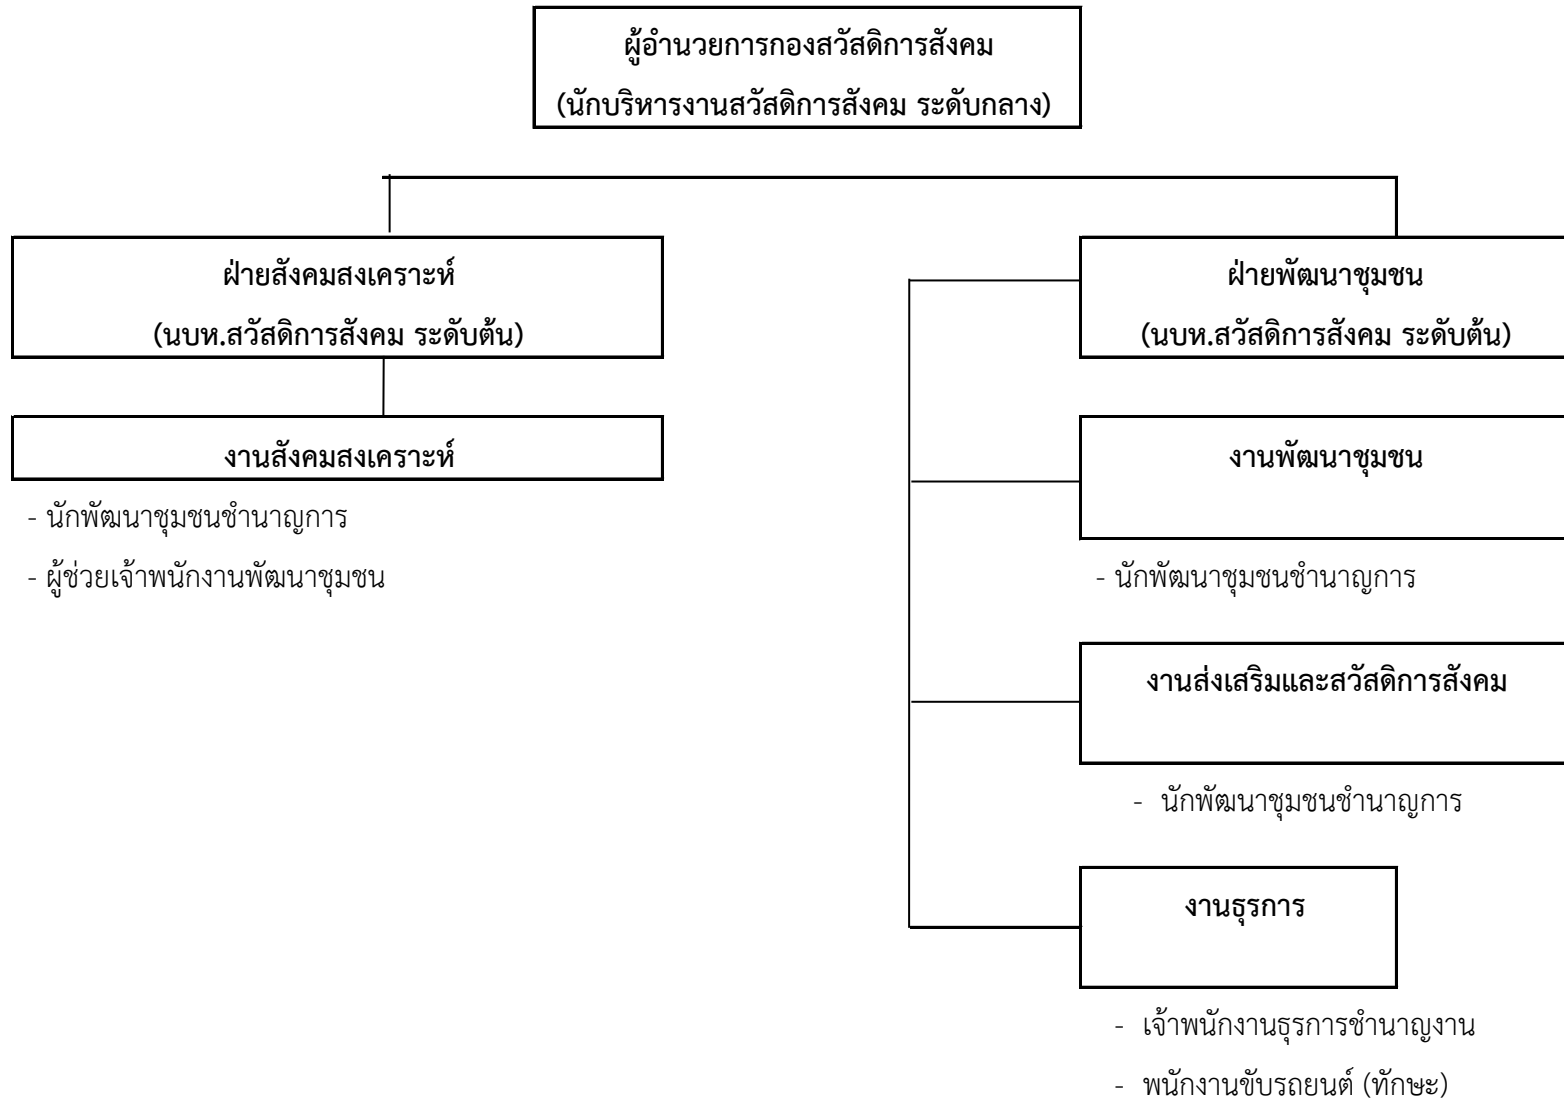 ผู้อำนวยการกองสวัสดิการสังคม
(นักบริหารงานสวัสดิการสังคม ระดับกลาง)
ฝ่ายสังคมสงเคราะห์
(นบห.สวัสดิการสังคม ระดับต้น)
งานสังคมสงเคราะห์
- นักพัฒนาชุมชนชำนาญการ
- ผู้ช่วยเจ้าพนักงานพัฒนาชุมชน
ฝ่ายพัฒนาชุมชน
(นบห.สวัสดิการสังคม ระดับต้น)
งานพัฒนาชุมชน
- นักพัฒนาชุมชนชำนาญการ
งานส่งเสริมและสวัสดิการสังคม
- นักพัฒนาชุมชนชำนาญการ
งานธุรการ
- เจ้าพนักงานธุรการชำนาญงาน
- พนักงานขับรถยนต์ (ทักษะ)